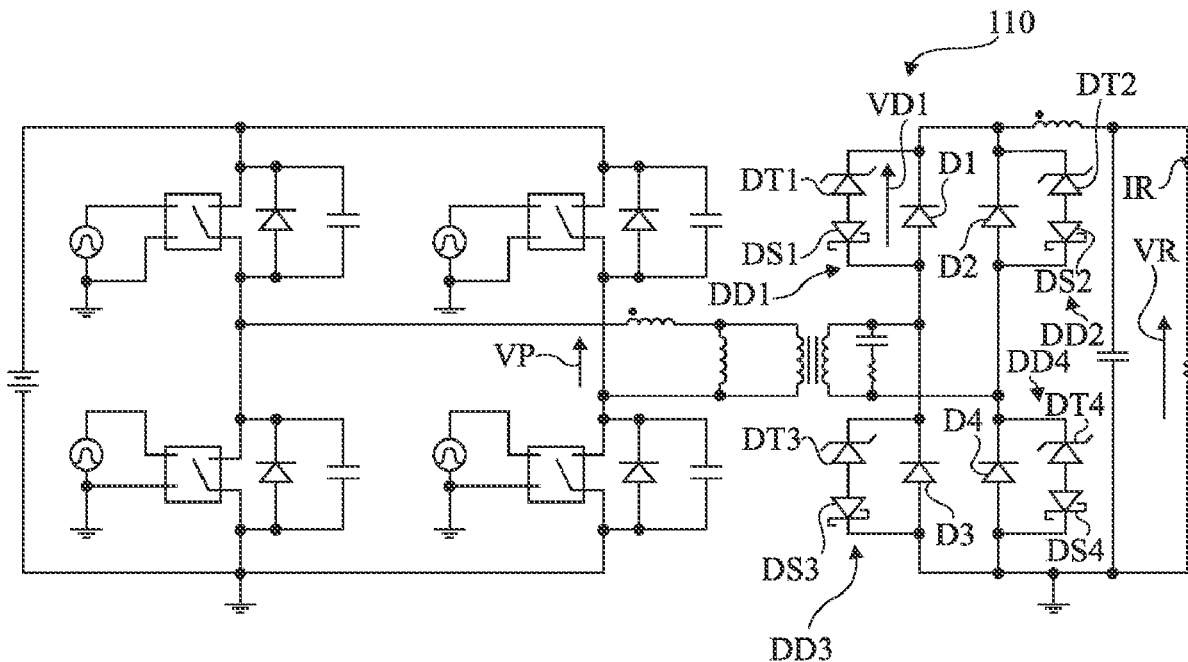 110
VD1
DT2
DT1
D1
IR
DS1
D2
DS2
VR
DD1
DD2
VP
DD4
DT3
D4
DT4
DS3
D3
DS4
DD3